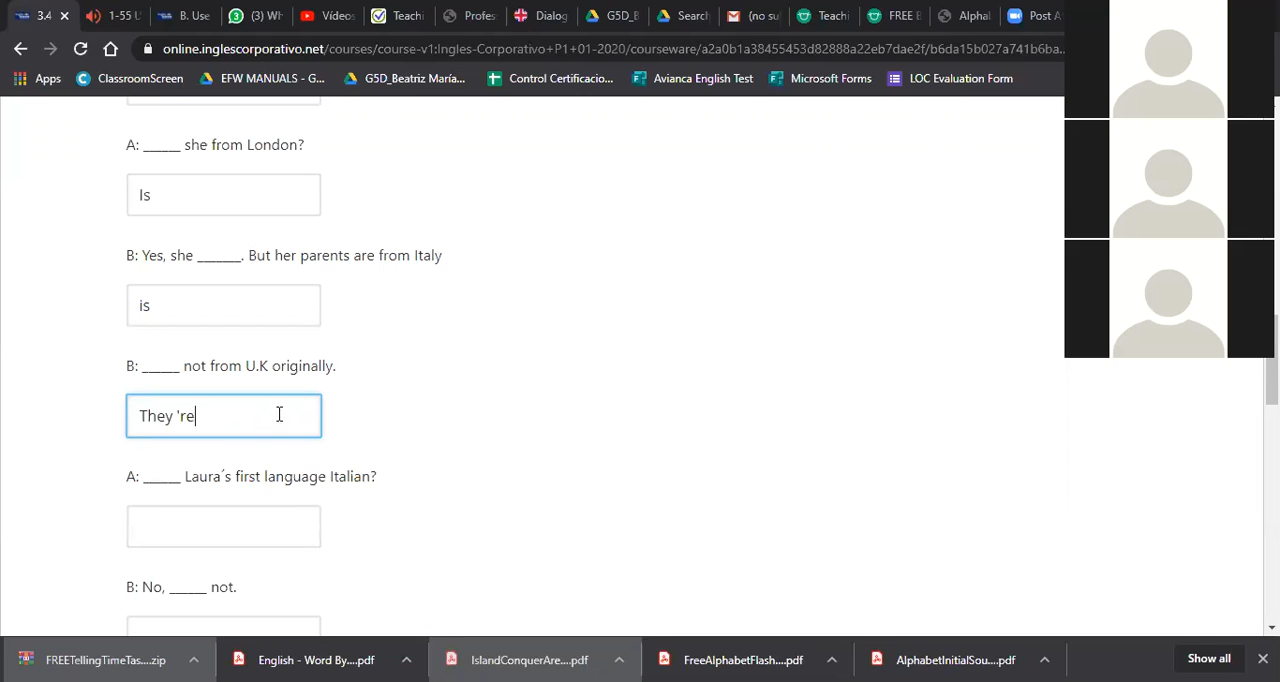 3.4 1-55 U B. Use (3) Wh Vídeos Teachi Profes Dialog G5D_B Search (no su Teachi FREE B Alphal Post A
online.inglescorporativo.net/courses/course-v1:Ingles-Corporativo+P1+01-2020/courseware/a2a0b1a38455453d82888a22eb7dae2f/b6da15b027a741b6ba...
Apps ClassroomScreen EFW MANUALS - G... G5D_Beatriz María... Control Certificacio... Avianca English Test Microsoft Forms LOC Evaluation Form
A: _____ she from London?
Is
B: Yes, she ______. But her parents are from Italy
is
B: _____ not from U.K originally.
They 're
A: _____ Laura´s first language Italian?
B: No, _____ not.
FREETellingTimeTas....zip English - Word By....pdf IslandConquerAre....pdf FreeAlphabetFlash....pdf AlphabetInitialSou....pdf Show all